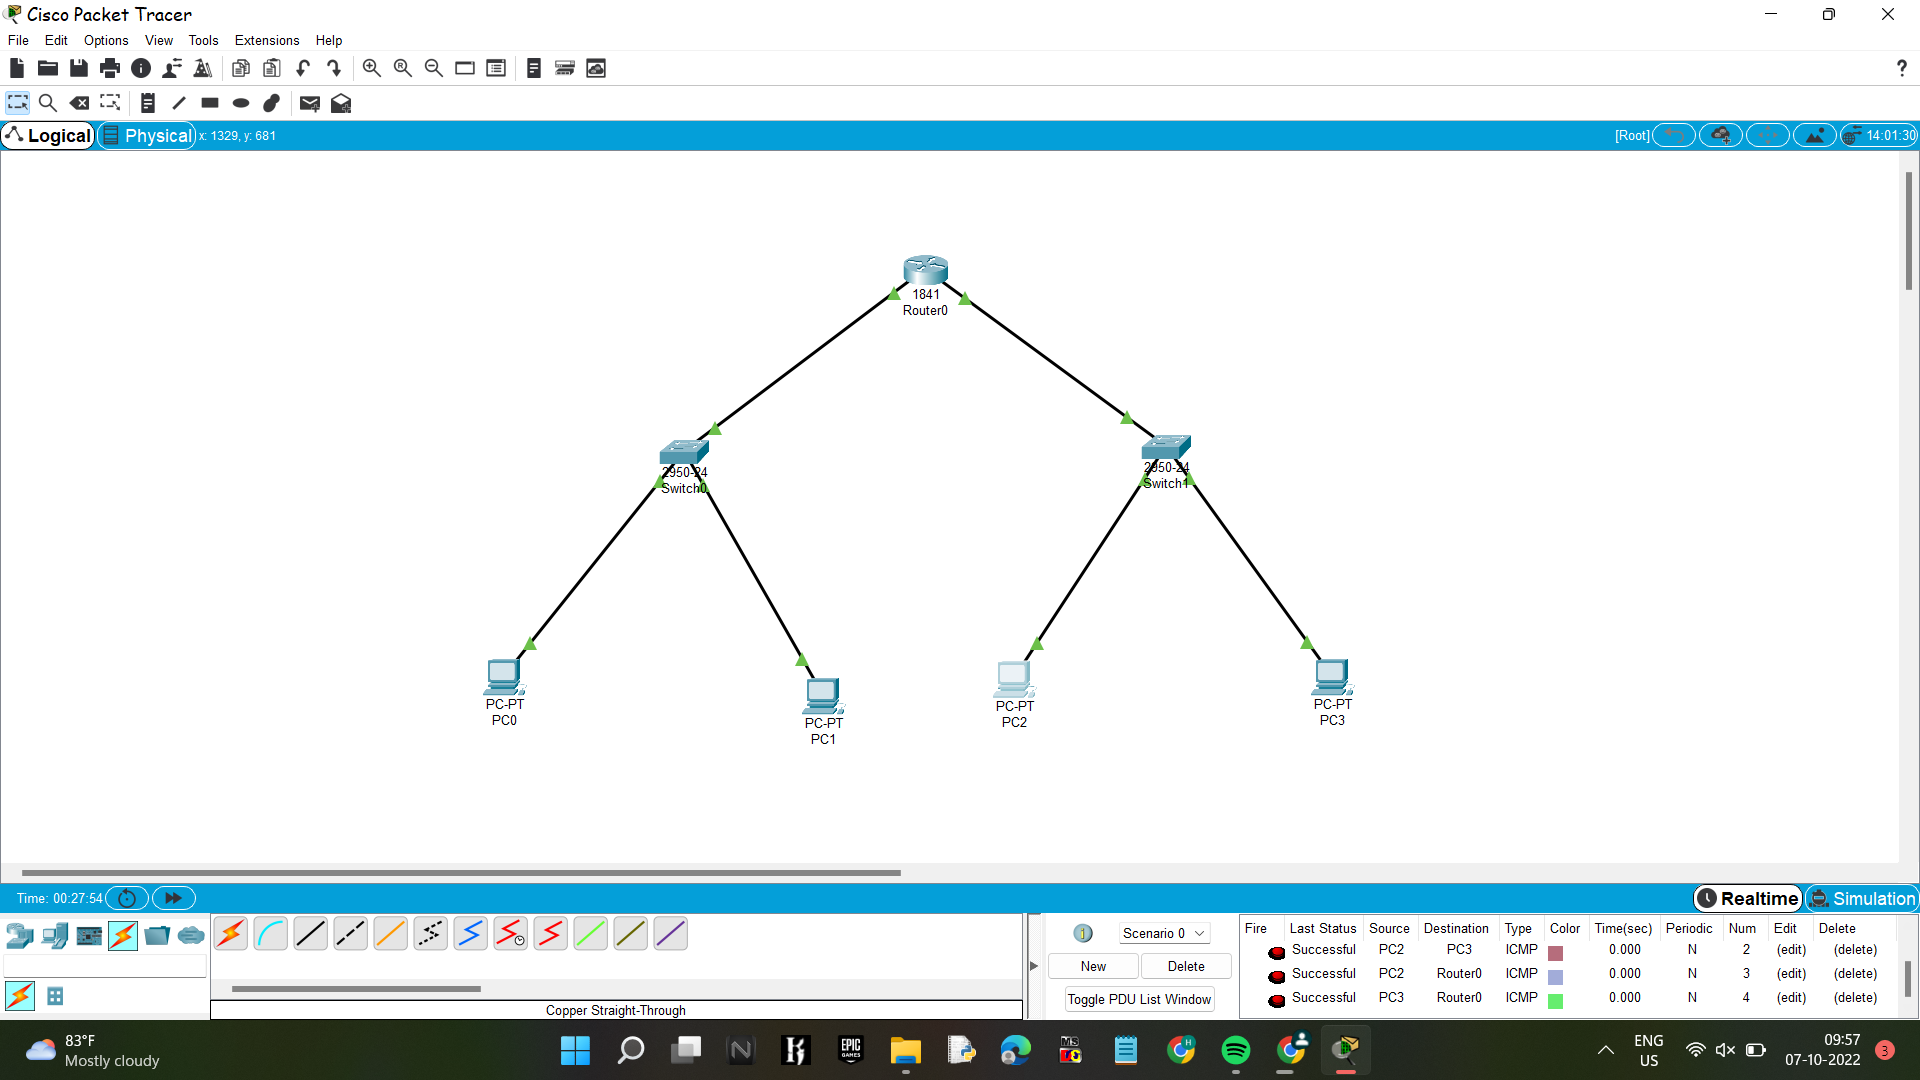 Cisco Packet Tracer
File Edit Options View Tools Extensions Help
?
Logical Physical x: 1329, y: 681 [Root] 14:01:30
1841
Router0
2950-24
Switch0
2950-24
Switch1
PC-PT
PC0
PC-PT
PC1
PC-PT
PC2
PC-PT
PC3
Time: 00:27:54 Realtime Simulation
Scenario 0
New Delete
Toggle PDU List Window
Fire Last Status Source Destination Type Color Time(sec) Periodic Num Edit Delete
Successful PC2 PC3 ICMP 0.000 N 2 (edit) (delete)
Successful PC2 Router0 ICMP 0.000 N 3 (edit) (delete)
Successful PC3 Router0 ICMP 0.000 N 4 (edit) (delete)
Copper Straight-Through
83°F
Mostly cloudy
EPIC
GAMES
MS
H
ENG
US
09:57
07-10-2022
3